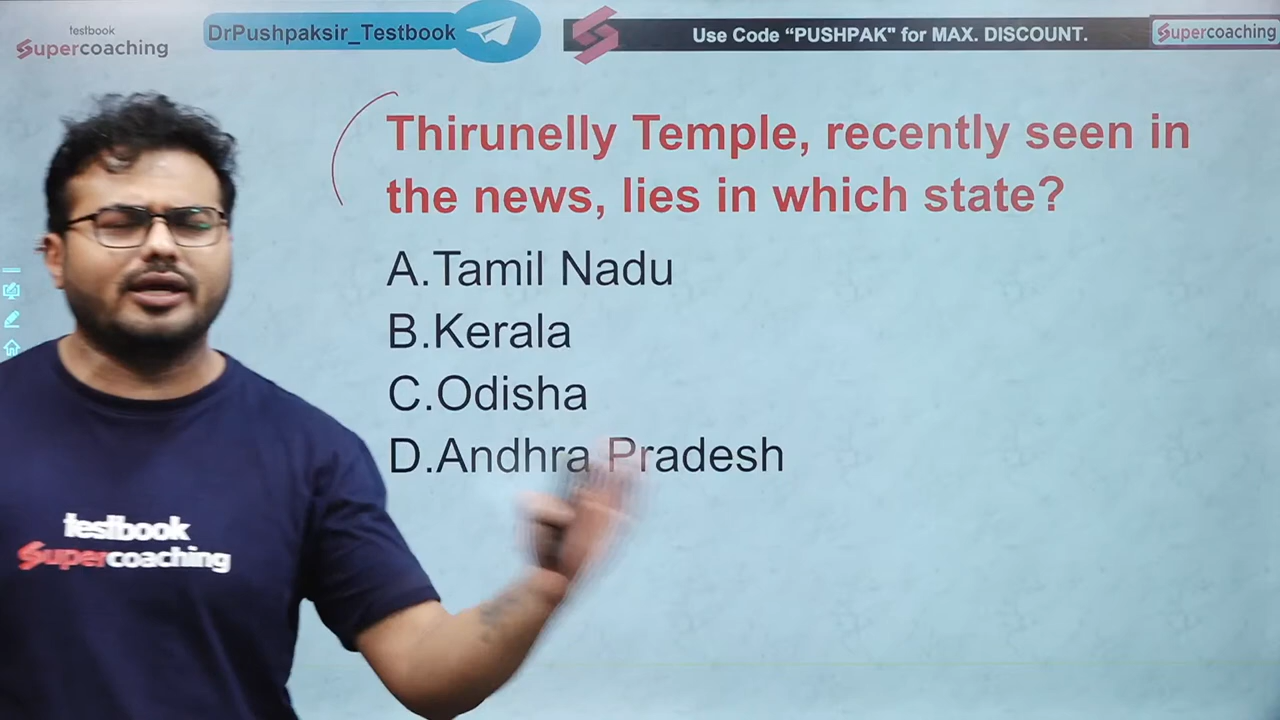 testbook
Supercoaching
DrPushpaksir_Testbook
Use Code “PUSHPAK" for MAX. DISCOUNT.
Supercoaching
Thirunelly Temple, recently seen in
the news, lies in which state?
A.Tamil Nadu
B.Kerala
C.Odisha
D.Andhra Pradesh
testbook
Supercoaching